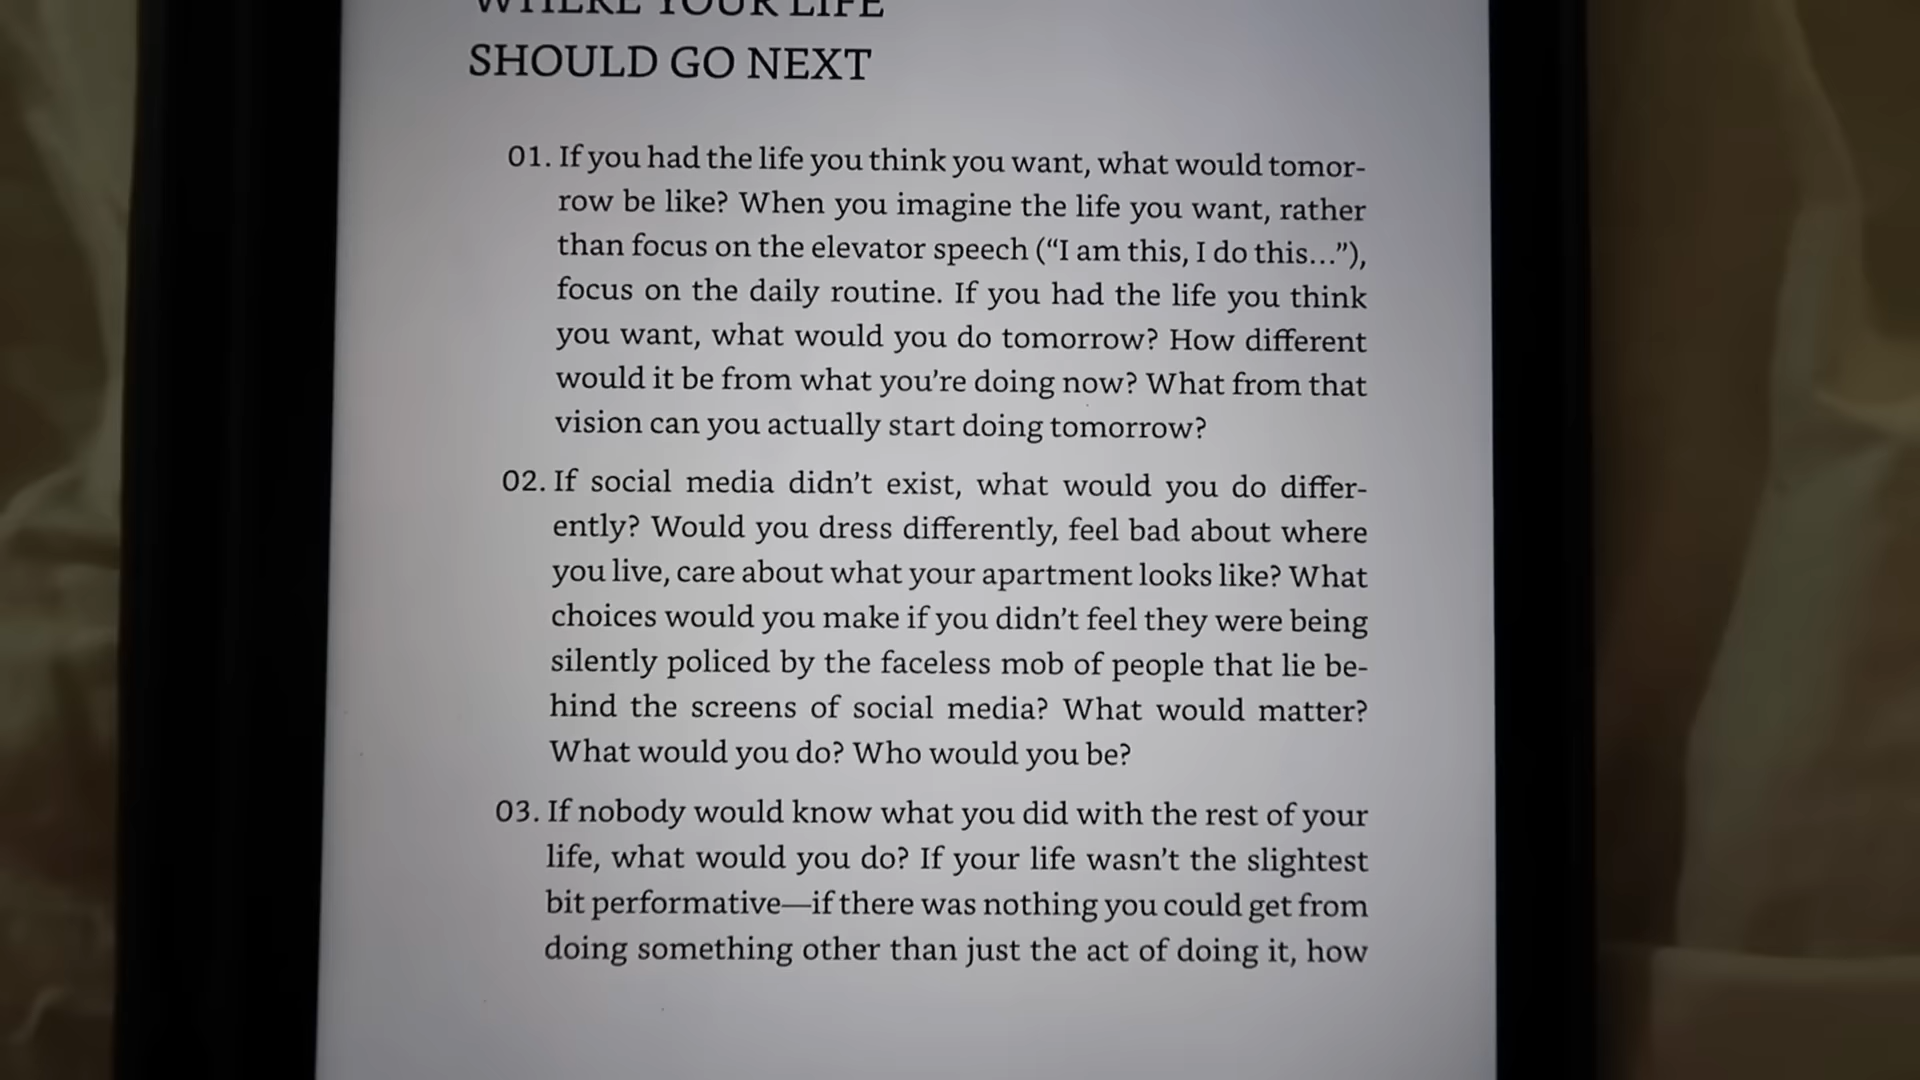 WHERE YOUR LIFE
SHOULD GO NEXT
01. If you had the life you think you want, what would tomor-
row be like? When you imagine the life you want, rather
than focus on the elevator speech (“I am this, I do this...”),
focus on the daily routine. If you had the life you think
you want, what would you do tomorrow? How different
would it be from what you’re doing now? What from that
vision can you actually start doing tomorrow?
02. If social media didn’t exist, what would you do differ-
ently? Would you dress differently, feel bad about where
you live, care about what your apartment looks like? What
choices would you make if you didn’t feel they were being
silently policed by the faceless mob of people that lie be-
hind the screens of social media? What would matter?
What would you do? Who would you be?
03. If nobody would know what you did with the rest of your
life, what would you do? If your life wasn’t the slightest
bit performative—if there was nothing you could get from
doing something other than just the act of doing it, how